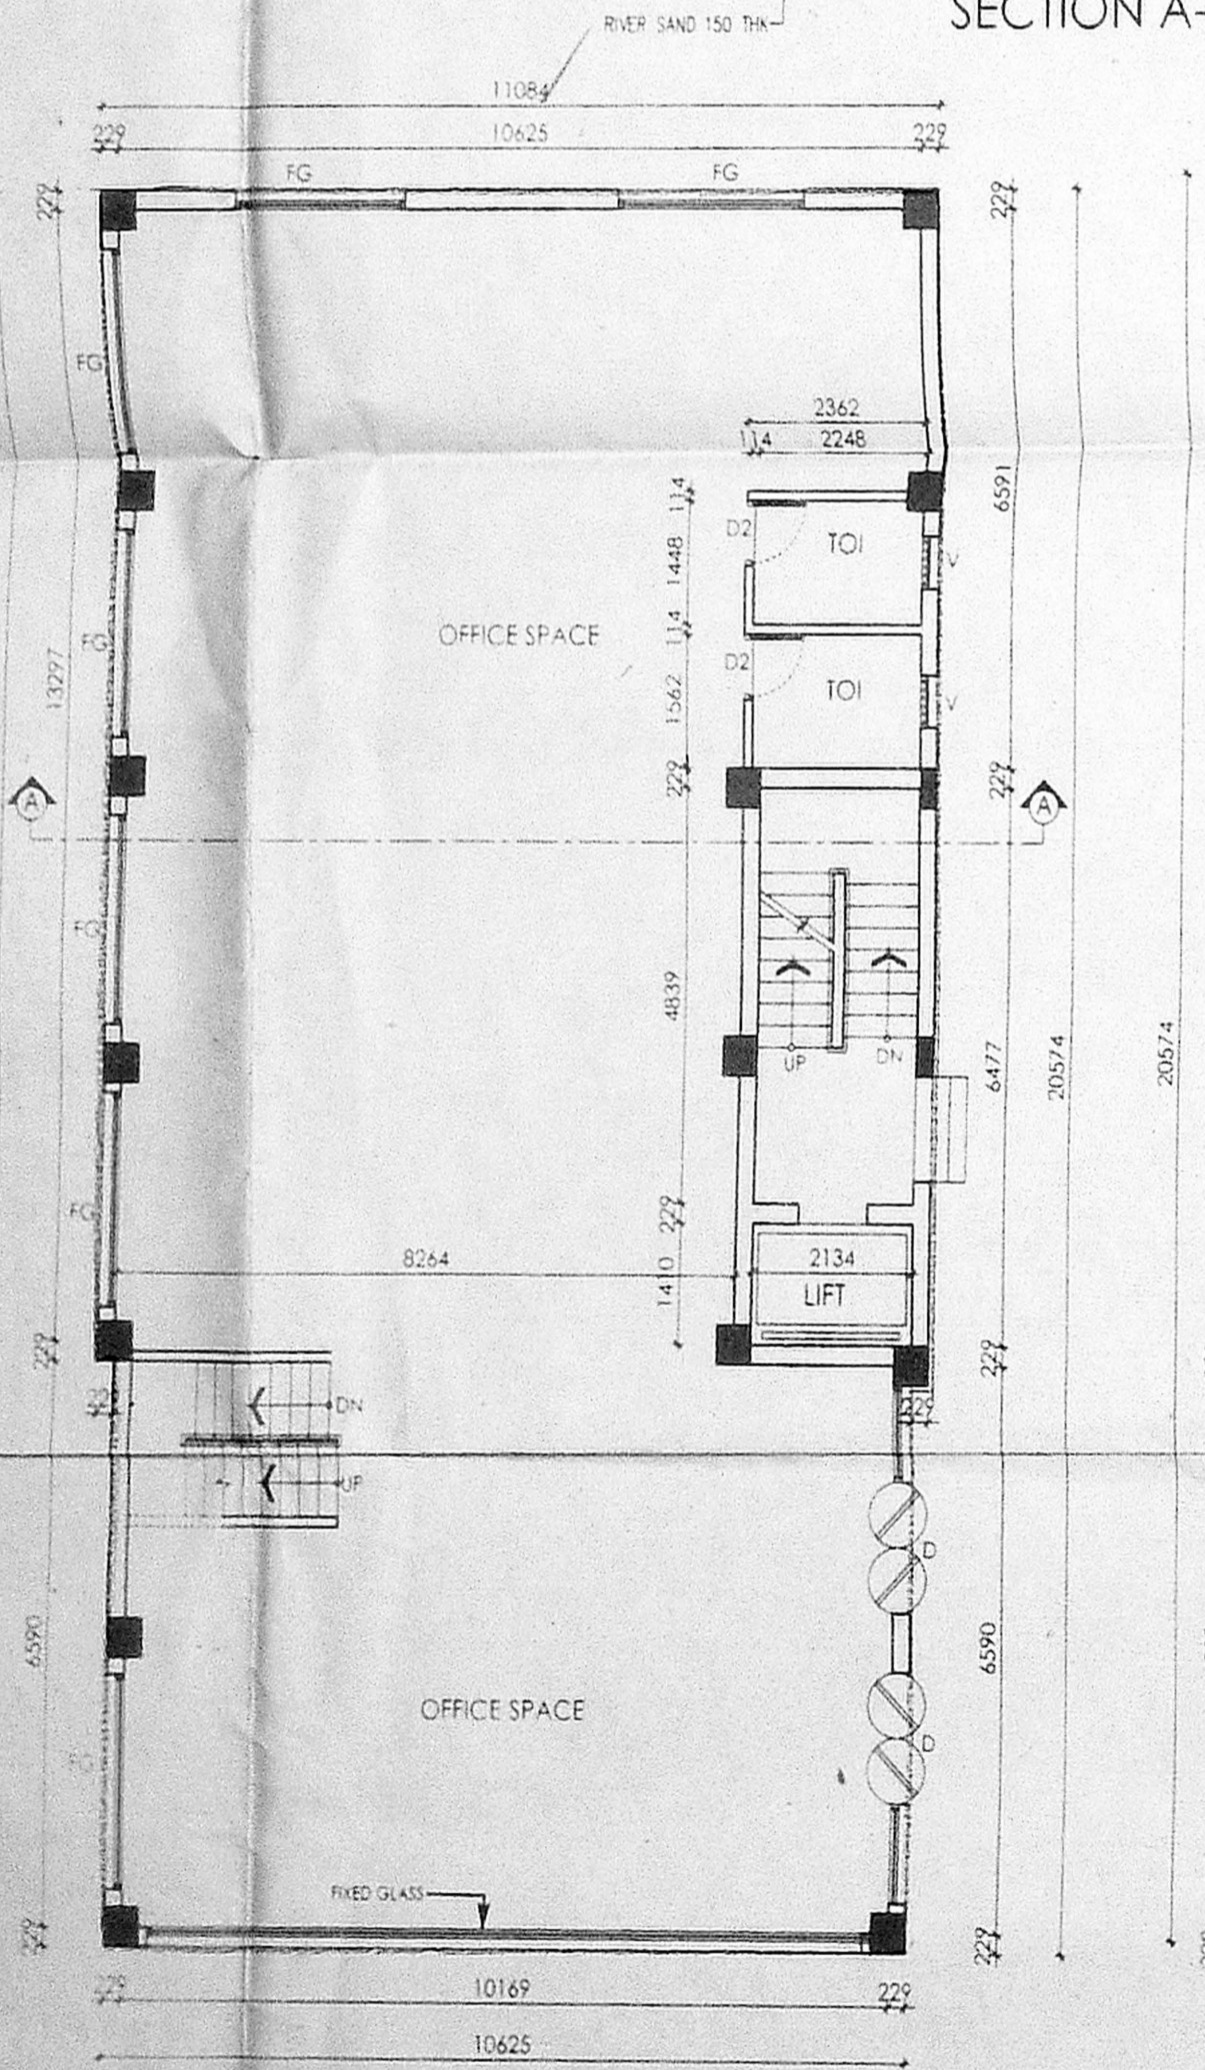 SECTION A-
RIVER SAND 150 THK
11084
229 10625 229
FG FG
229 229
FG
2362
114 2248
114
6591
D2 TOI
1448
V
FG OFFICE SPACE
114
13297
D2 TOI
1562
V
229 229
A A
FG
4839
UP DN
6477
20574
20574
FG
229
8264
2134
1410
LIFT
229 229
DN
229
UP
D
6590 6590
OFFICE SPACE
D
FG
FIXED GLASS
229 229
229 10169 229
10625